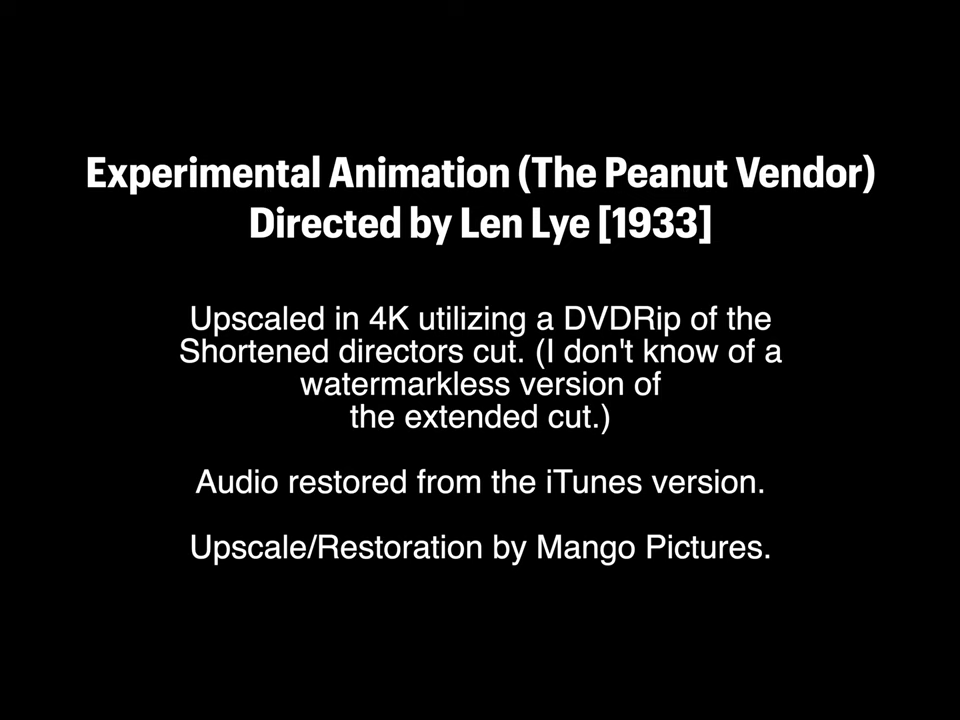 Experimental Animation (The Peanut Vendor)
Directed by Len Lye [1933]
Upscaled in 4K utilizing a DVDRip of the
Shortened directors cut. (I don't know of a
watermarkless version of
the extended cut.)
Audio restored from the iTunes version.
Upscale/Restoration by Mango Pictures.